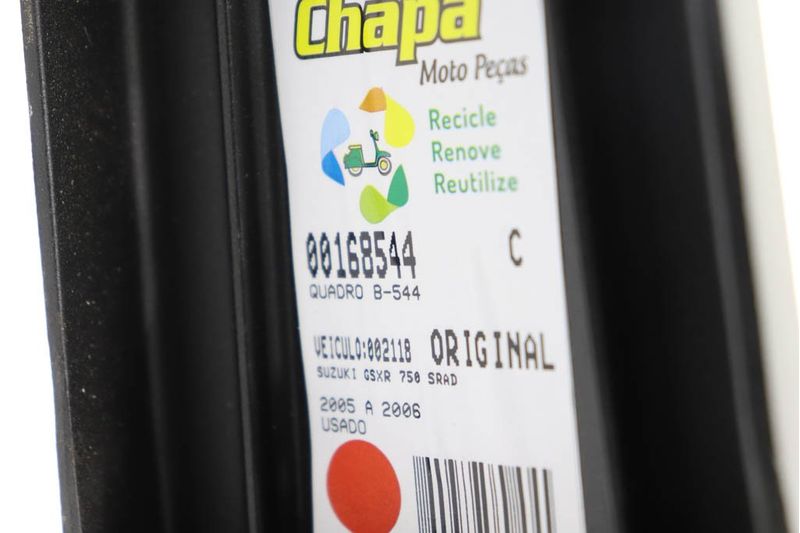 Chapa
Moto Peças
Recicle
Renove
Reutilize
00168544 C
QUADRO B-544
VEICULO:002118 ORIGINAL
SUZUKI GSXR 750 SRAD
2005 A 2006
USADO